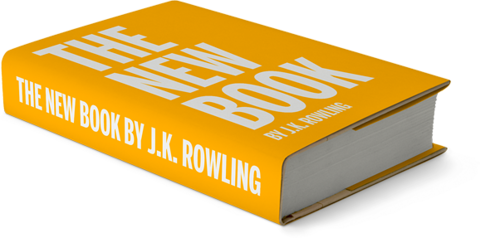 THE
NEW
BOOK
BY J.K. ROWLING
THE NEW BOOK BY J.K. ROWLING